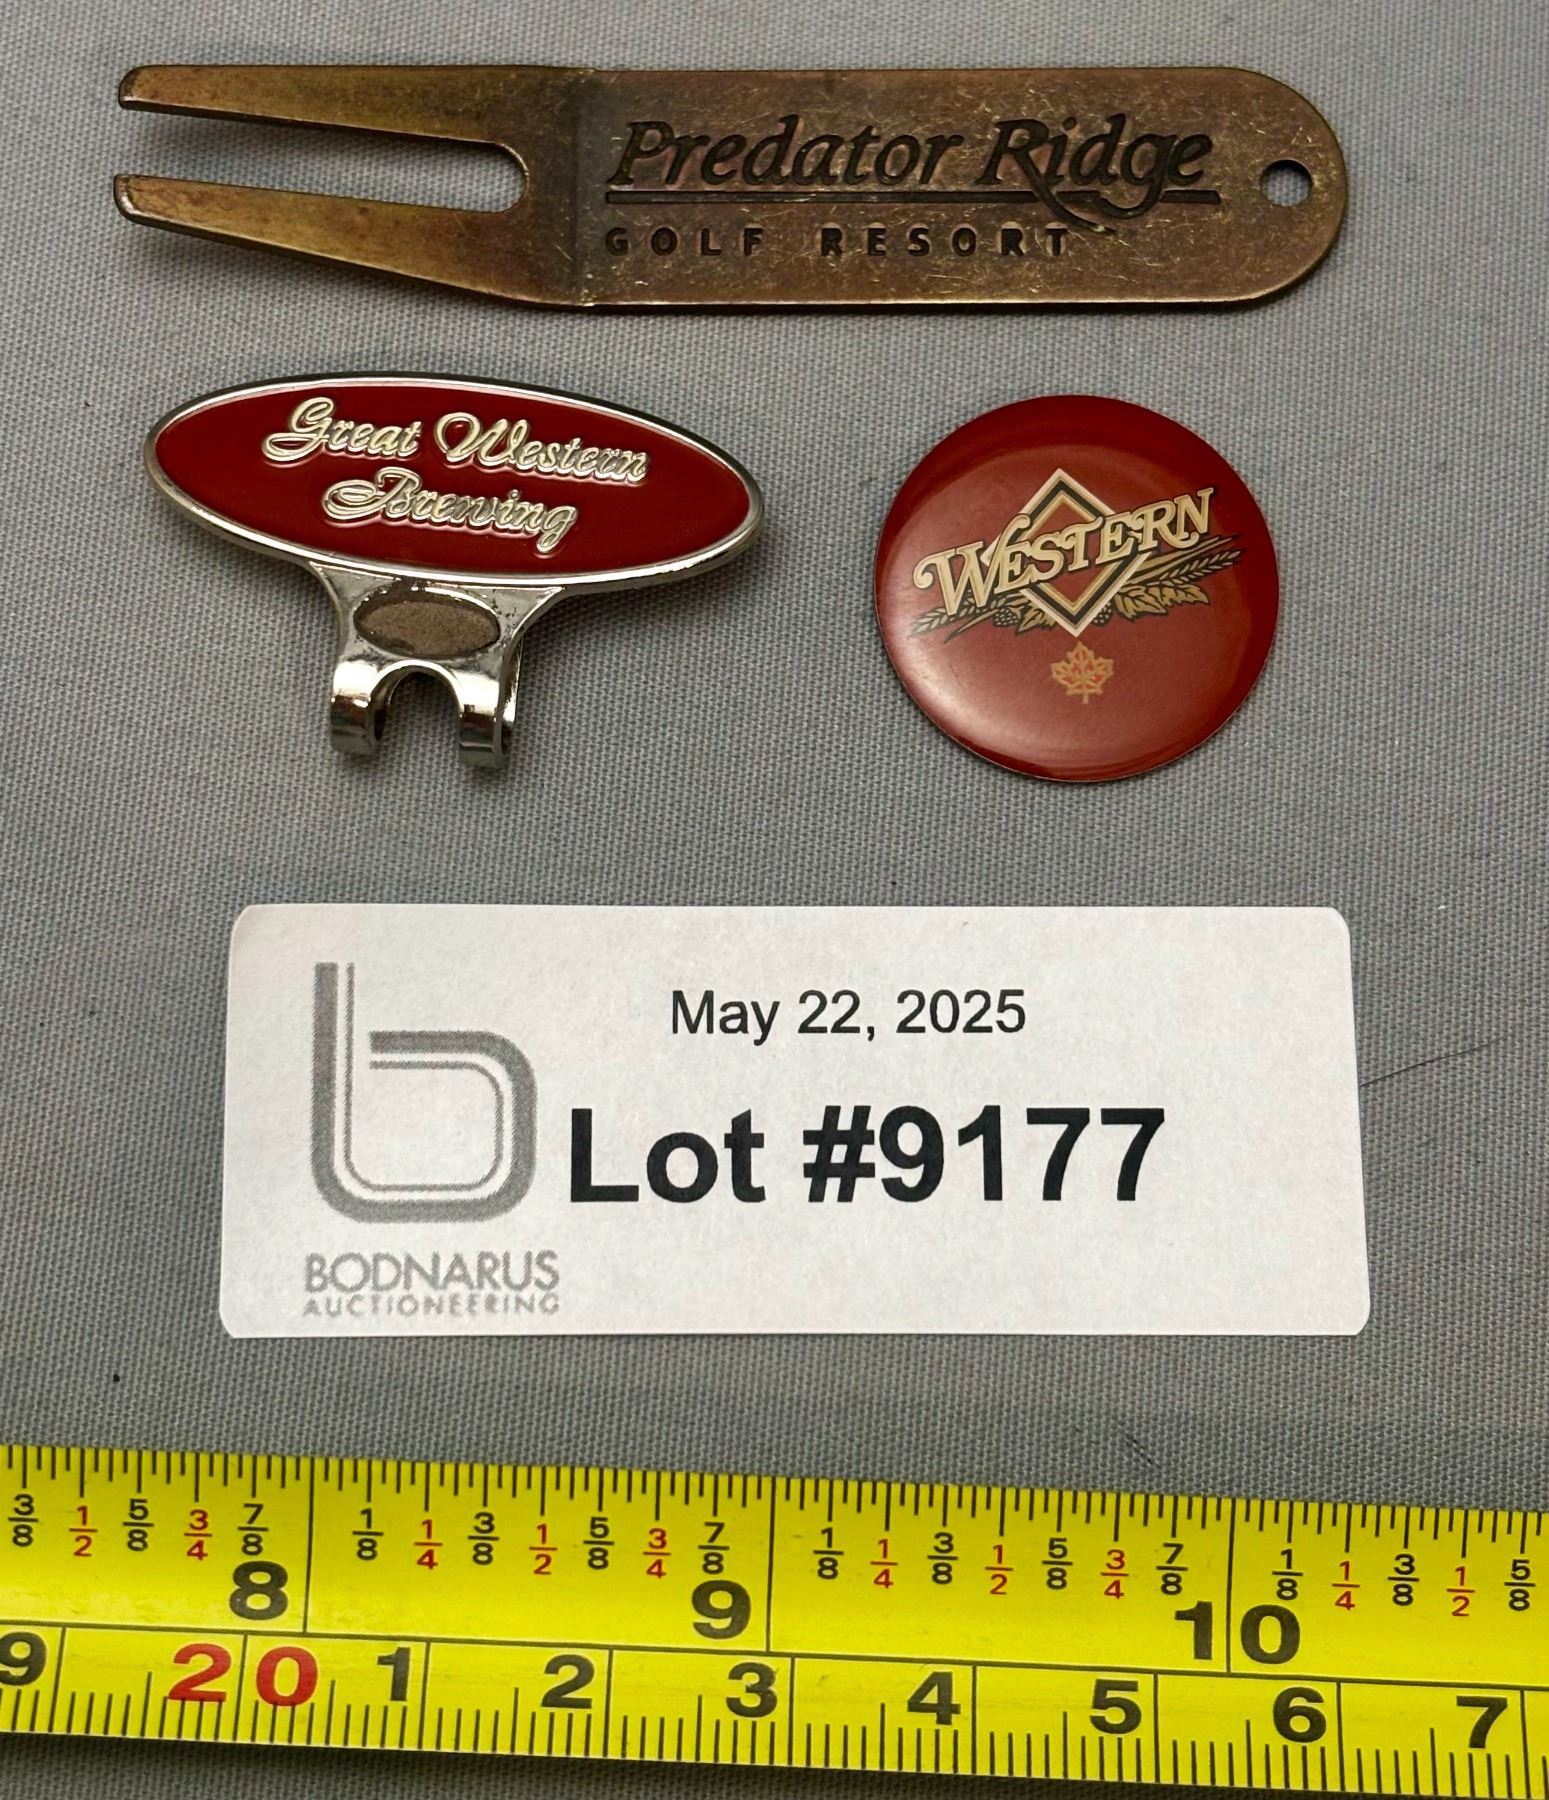 Predator Ridge
GOLF RESORT
Great Western
Brewing
WESTERN
May 22, 2025
Lot #9177
b
BODNARUS
AUCTIONEERING
3/8 1/2 5/8 3/4 7/8 1/8 1/4 3/8 1/2 5/8 3/4 7/8 1/8 1/4 3/8 1/2 5/8 3/4 7/8 1/8 1/4 3/8 1/2 5/8
8 9 10
9 20 1 2 3 4 5 6 7